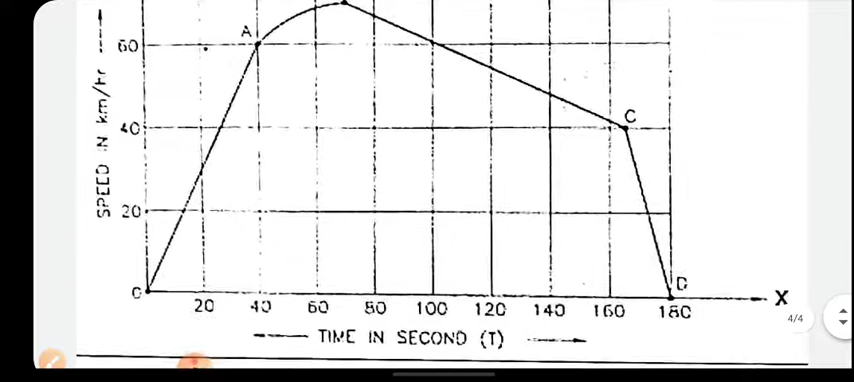 SPEED IN km/hr
A
60
40
C
20
0
D
20 40 60 80 100 120 140 160 180 X
4/4
TIME IN SECOND (T)